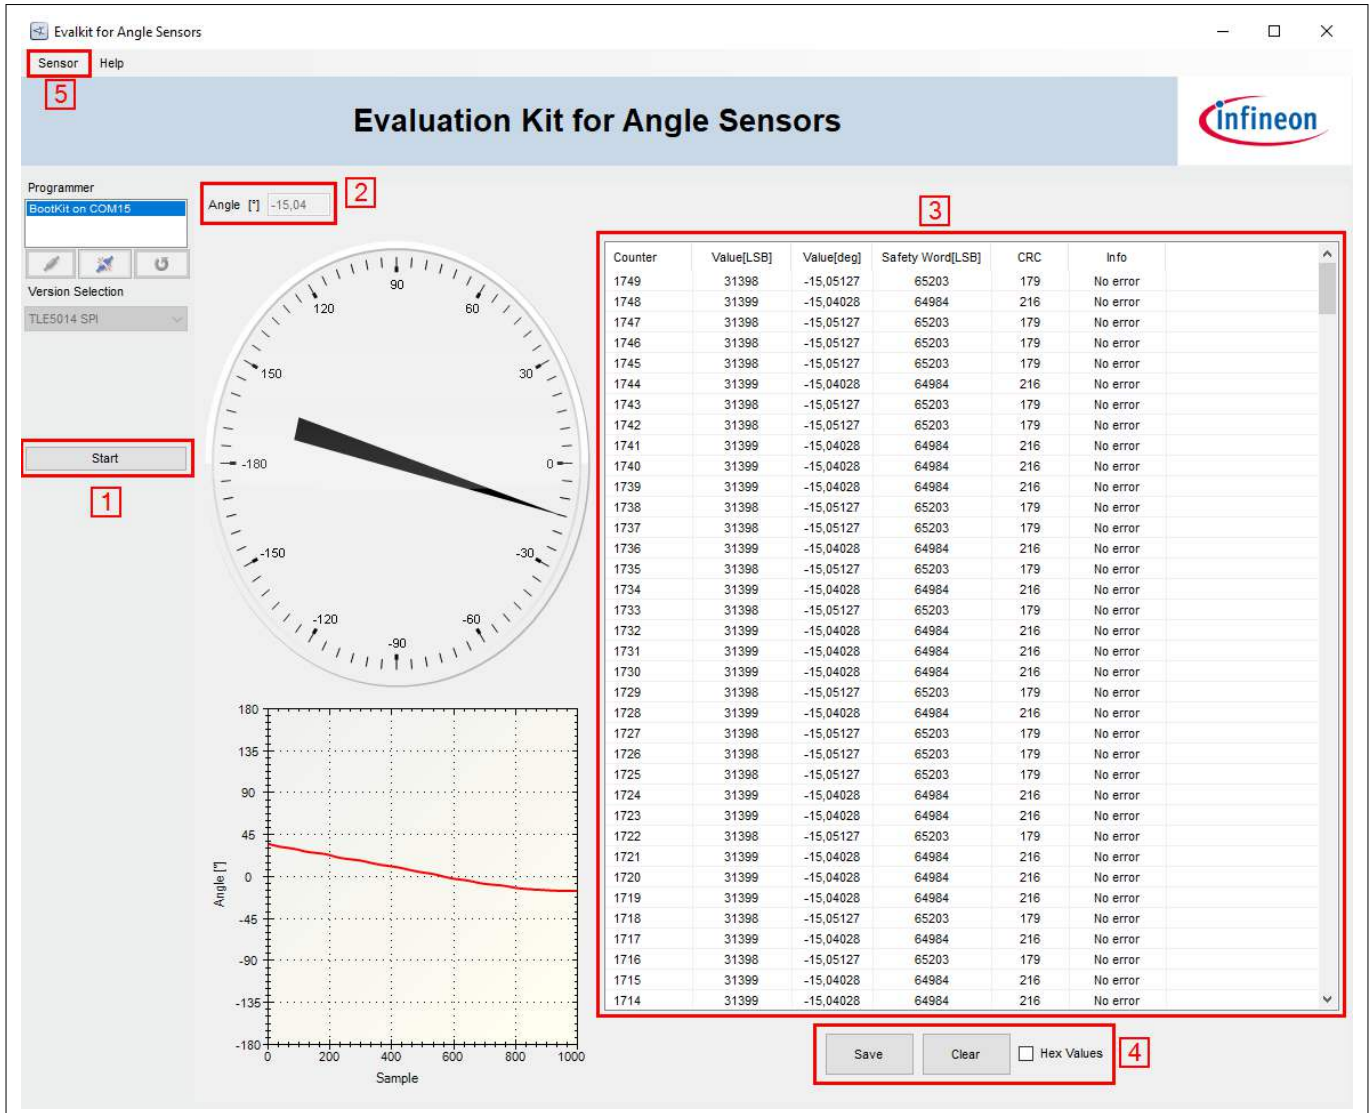 Evalkit for Angle Sensors
Sensor Help
5
Evaluation Kit for Angle Sensors
infineon
Programmer
BootKit on COM15
Version Selection
TLE5014 SPI
Start
1
Angle [°] -15,04
2
90
120 60
150 30
-180 0
-150 -30
-120 -60
-90
180
135
90
45
0
-45
-90
-135
-180
Angle [°]
0 200 400 600 800 1000
Sample
3
Counter Value[LSB] Value[deg] Safety Word[LSB] CRC Info
1749 31398 -15,05127 65203 179 No error
1748 31399 -15,04028 64984 216 No error
1747 31398 -15,05127 65203 179 No error
1746 31398 -15,05127 65203 179 No error
1745 31398 -15,05127 65203 179 No error
1744 31399 -15,04028 64984 216 No error
1743 31398 -15,05127 65203 179 No error
1742 31398 -15,05127 65203 179 No error
1741 31399 -15,04028 64984 216 No error
1740 31399 -15,04028 64984 216 No error
1739 31399 -15,04028 64984 216 No error
1738 31398 -15,05127 65203 179 No error
1737 31398 -15,05127 65203 179 No error
1736 31399 -15,04028 64984 216 No error
1735 31398 -15,05127 65203 179 No error
1734 31399 -15,04028 64984 216 No error
1733 31398 -15,05127 65203 179 No error
1732 31399 -15,04028 64984 216 No error
1731 31399 -15,04028 64984 216 No error
1730 31399 -15,04028 64984 216 No error
1729 31398 -15,05127 65203 179 No error
1728 31399 -15,04028 64984 216 No error
1727 31398 -15,05127 65203 179 No error
1726 31398 -15,05127 65203 179 No error
1725 31398 -15,05127 65203 179 No error
1724 31399 -15,04028 64984 216 No error
1723 31399 -15,04028 64984 216 No error
1722 31398 -15,05127 65203 179 No error
1721 31399 -15,04028 64984 216 No error
1720 31399 -15,04028 64984 216 No error
1719 31399 -15,04028 64984 216 No error
1718 31398 -15,05127 65203 179 No error
1717 31399 -15,04028 64984 216 No error
1716 31398 -15,05127 65203 179 No error
1715 31399 -15,04028 64984 216 No error
1714 31399 -15,04028 64984 216 No error
Save Clear Hex Values
4